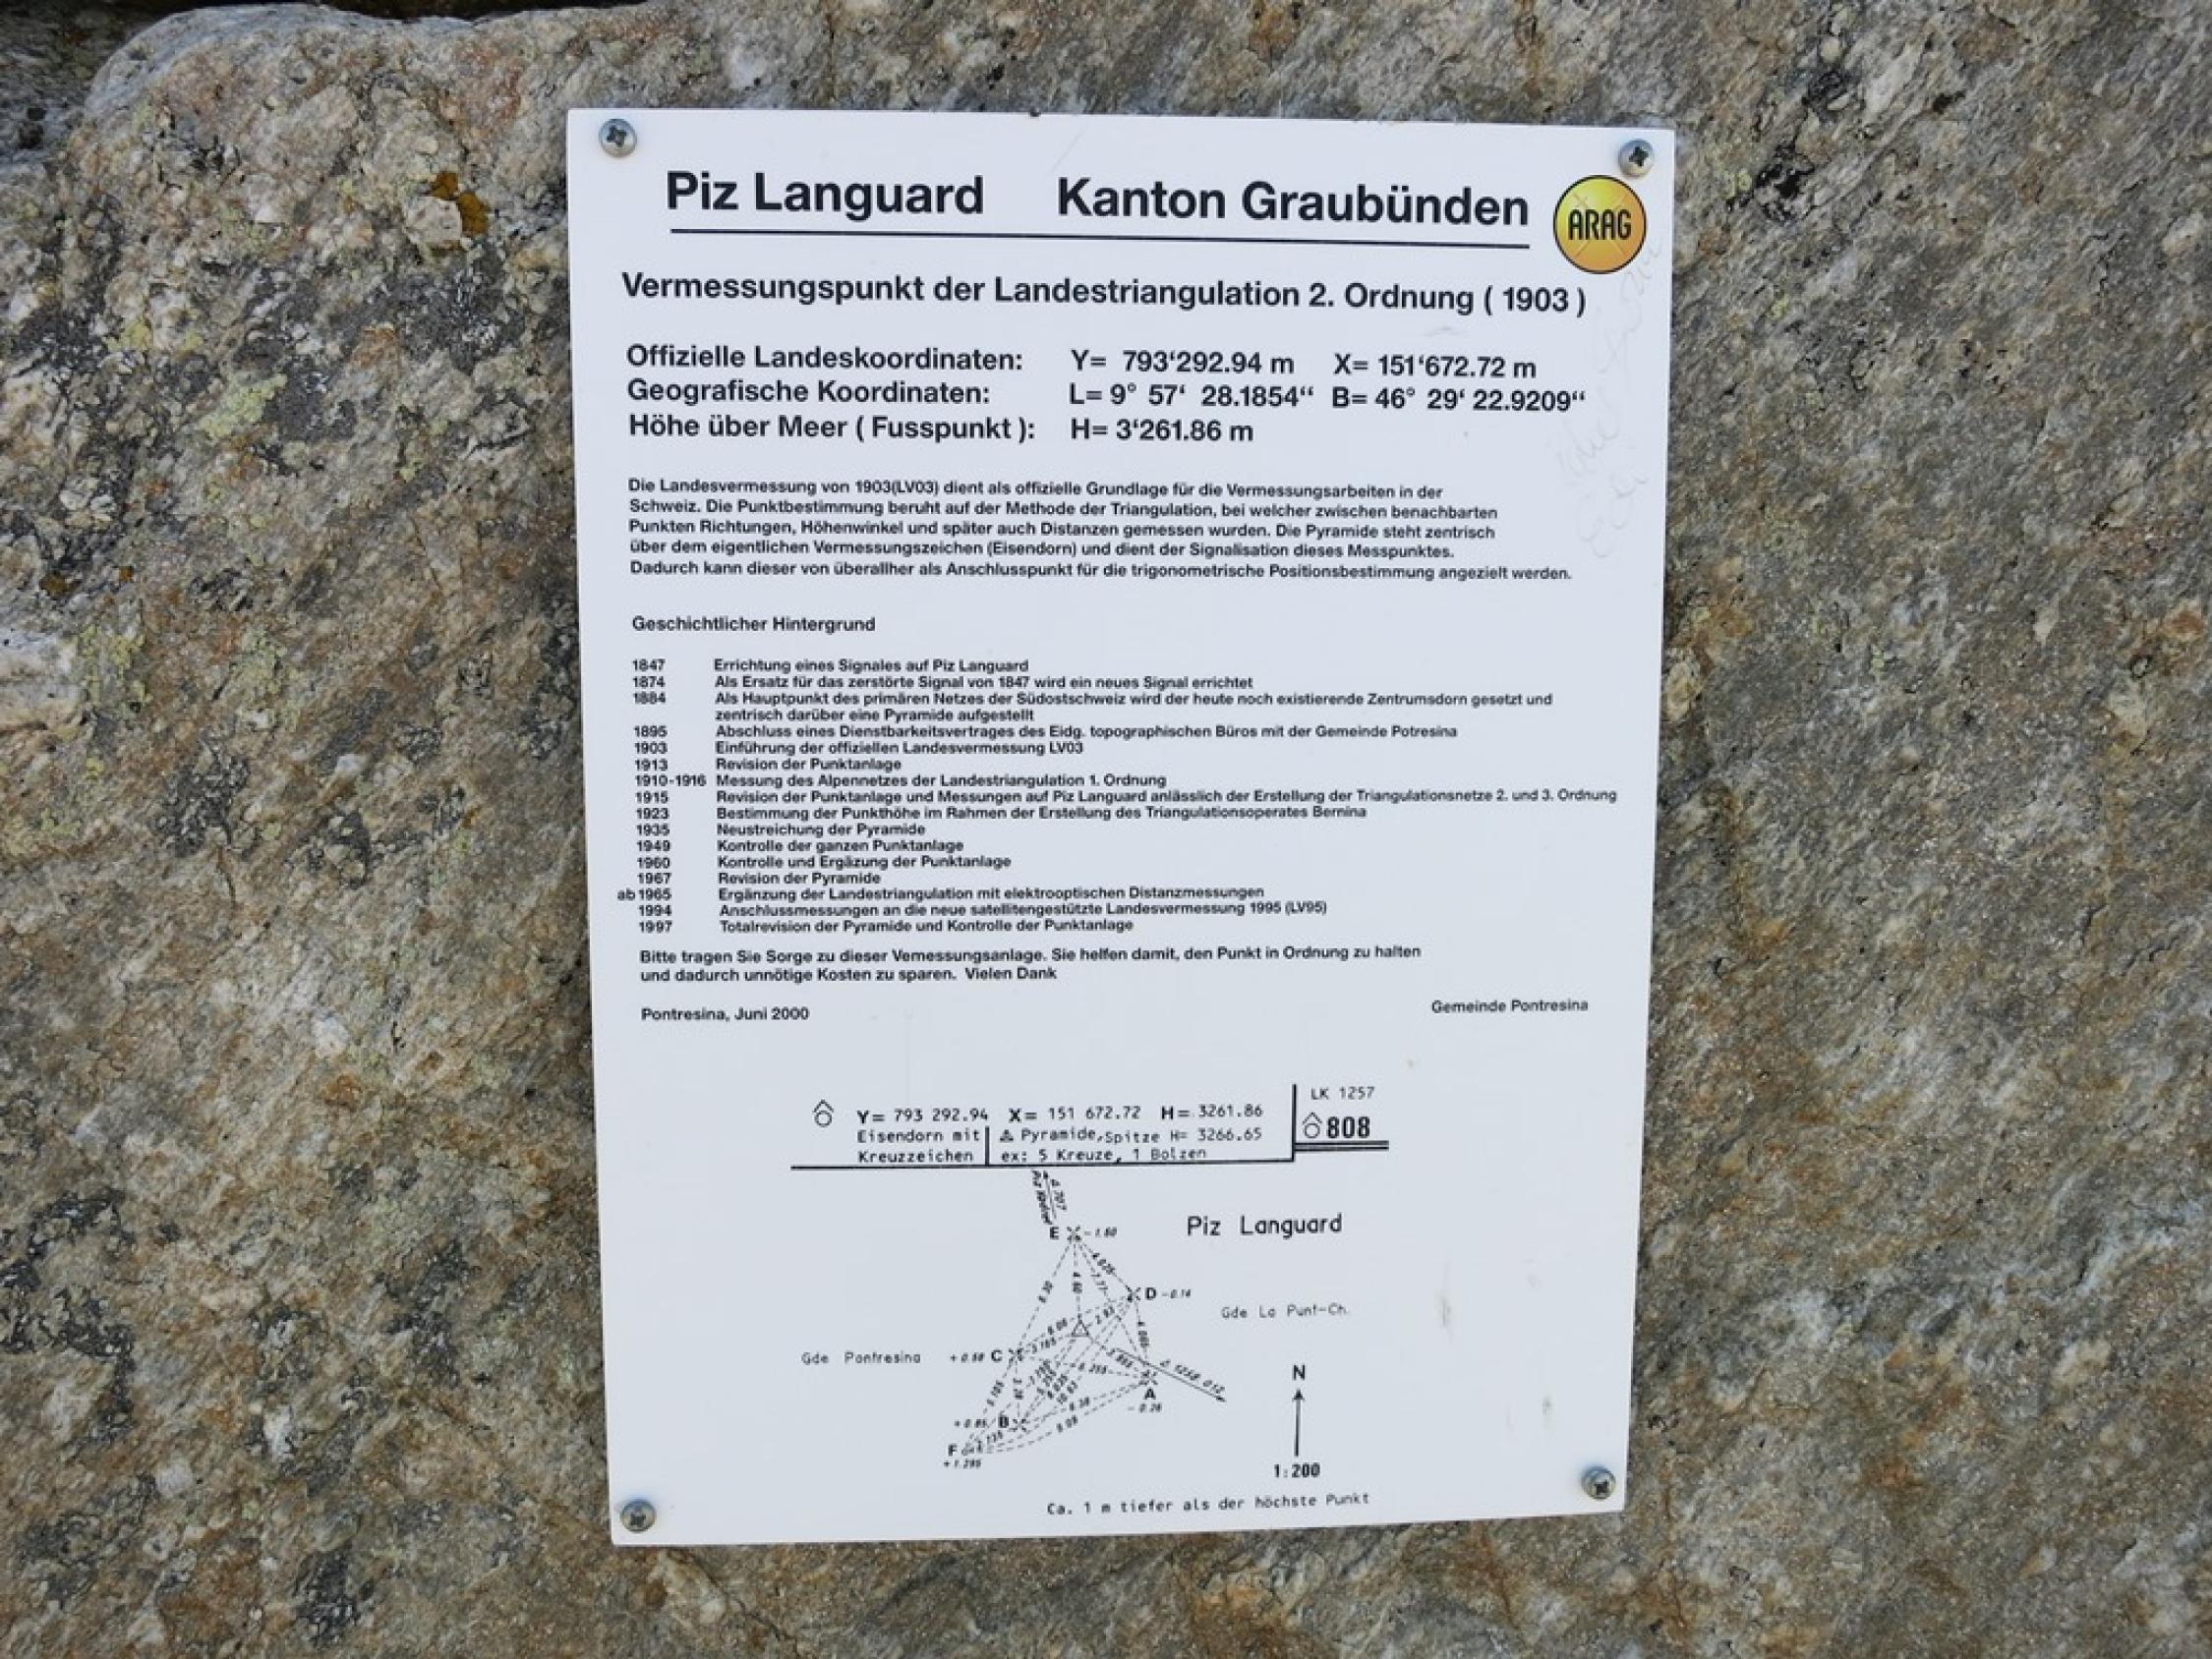 Piz Languard Kanton Graubünden
ARAG
Vermessungspunkt der Landestriangulation 2. Ordnung ( 1903 )
Offizielle Landeskoordinaten: Y= 793‘292.94 m X= 151‘672.72 m
Geografische Koordinaten: L= 9° 57‘ 28.1854“ B= 46° 29‘ 22.9209“
Höhe über Meer ( Fusspunkt ): H= 3‘261.86 m
Die Landesvermessung von 1903(LV03) dient als offizielle Grundlage für die Vermessungsarbeiten in der
Schweiz. Die Punktbestimmung beruht auf der Methode der Triangulation, bei welcher zwischen benachbarten
Punkten Richtungen, Höhenwinkel und später auch Distanzen gemessen wurden. Die Pyramide steht zentrisch
über dem eigentlichen Vermessungszeichen (Eisendorn) und dient der Signalisation dieses Messpunktes.
Dadurch kann dieser von überallher als Anschlusspunkt für die trigonometrische Positionsbestimmung angezielt werden.
Geschichtlicher Hintergrund
1847 Errichtung eines Signales auf Piz Languard
1874 Als Ersatz für das zerstörte Signal von 1847 wird ein neues Signal errichtet
1884 Als Hauptpunkt des primären Netzes der Südostschweiz wird der heute noch existierende Zentrumsdorn gesetzt und
zentrisch darüber eine Pyramide aufgestellt
1895 Abschluss eines Dienstbarkeitsvertrages des Eidg. topographischen Büros mit der Gemeinde Potresina
1903 Einführung der offiziellen Landesvermessung LV03
1913 Revision der Punktanlage
1910-1916 Messung des Alpennetzes der Landestriangulation 1. Ordnung
1915 Revision der Punktanlage und Messungen auf Piz Languard anlässlich der Erstellung der Triangulationsnetze 2. und 3. Ordnung
1923 Bestimmung der Punkthöhe im Rahmen der Erstellung des Triangulationsoperates Bernina
1935 Neustreichung der Pyramide
1949 Kontrolle der ganzen Punktanlage
1960 Kontrolle und Ergäzung der Punktanlage
1967 Revision der Pyramide
ab 1965 Ergänzung der Landestriangulation mit elektrooptischen Distanzmessungen
1994 Anschlussmessungen an die neue satellitengestützte Landesvermessung 1995 (LV95)
1997 Totalrevision der Pyramide und Kontrolle der Punktanlage
Bitte tragen Sie Sorge zu dieser Vemessungsanlage. Sie helfen damit, den Punkt in Ordnung zu halten
und dadurch unnötige Kosten zu sparen. Vielen Dank
Pontresina, Juni 2000 Gemeinde Pontresina
LK 1257
Y= 793 292.94 X= 151 672.72 H= 3261.86
808
Eisendorn mit Pyramide, Spitze H= 3266.65
Kreuzzeichen ex: 5 Kreuze, 1 Bolzen
E -1.60
Piz Languard
D -0.14
Gde La Punt-Ch.
Gde Pontresina +0.58 C
N
A
-0.26
+0.85 B
F
+1.295
1:200
Ca. 1 m tiefer als der höchste Punkt